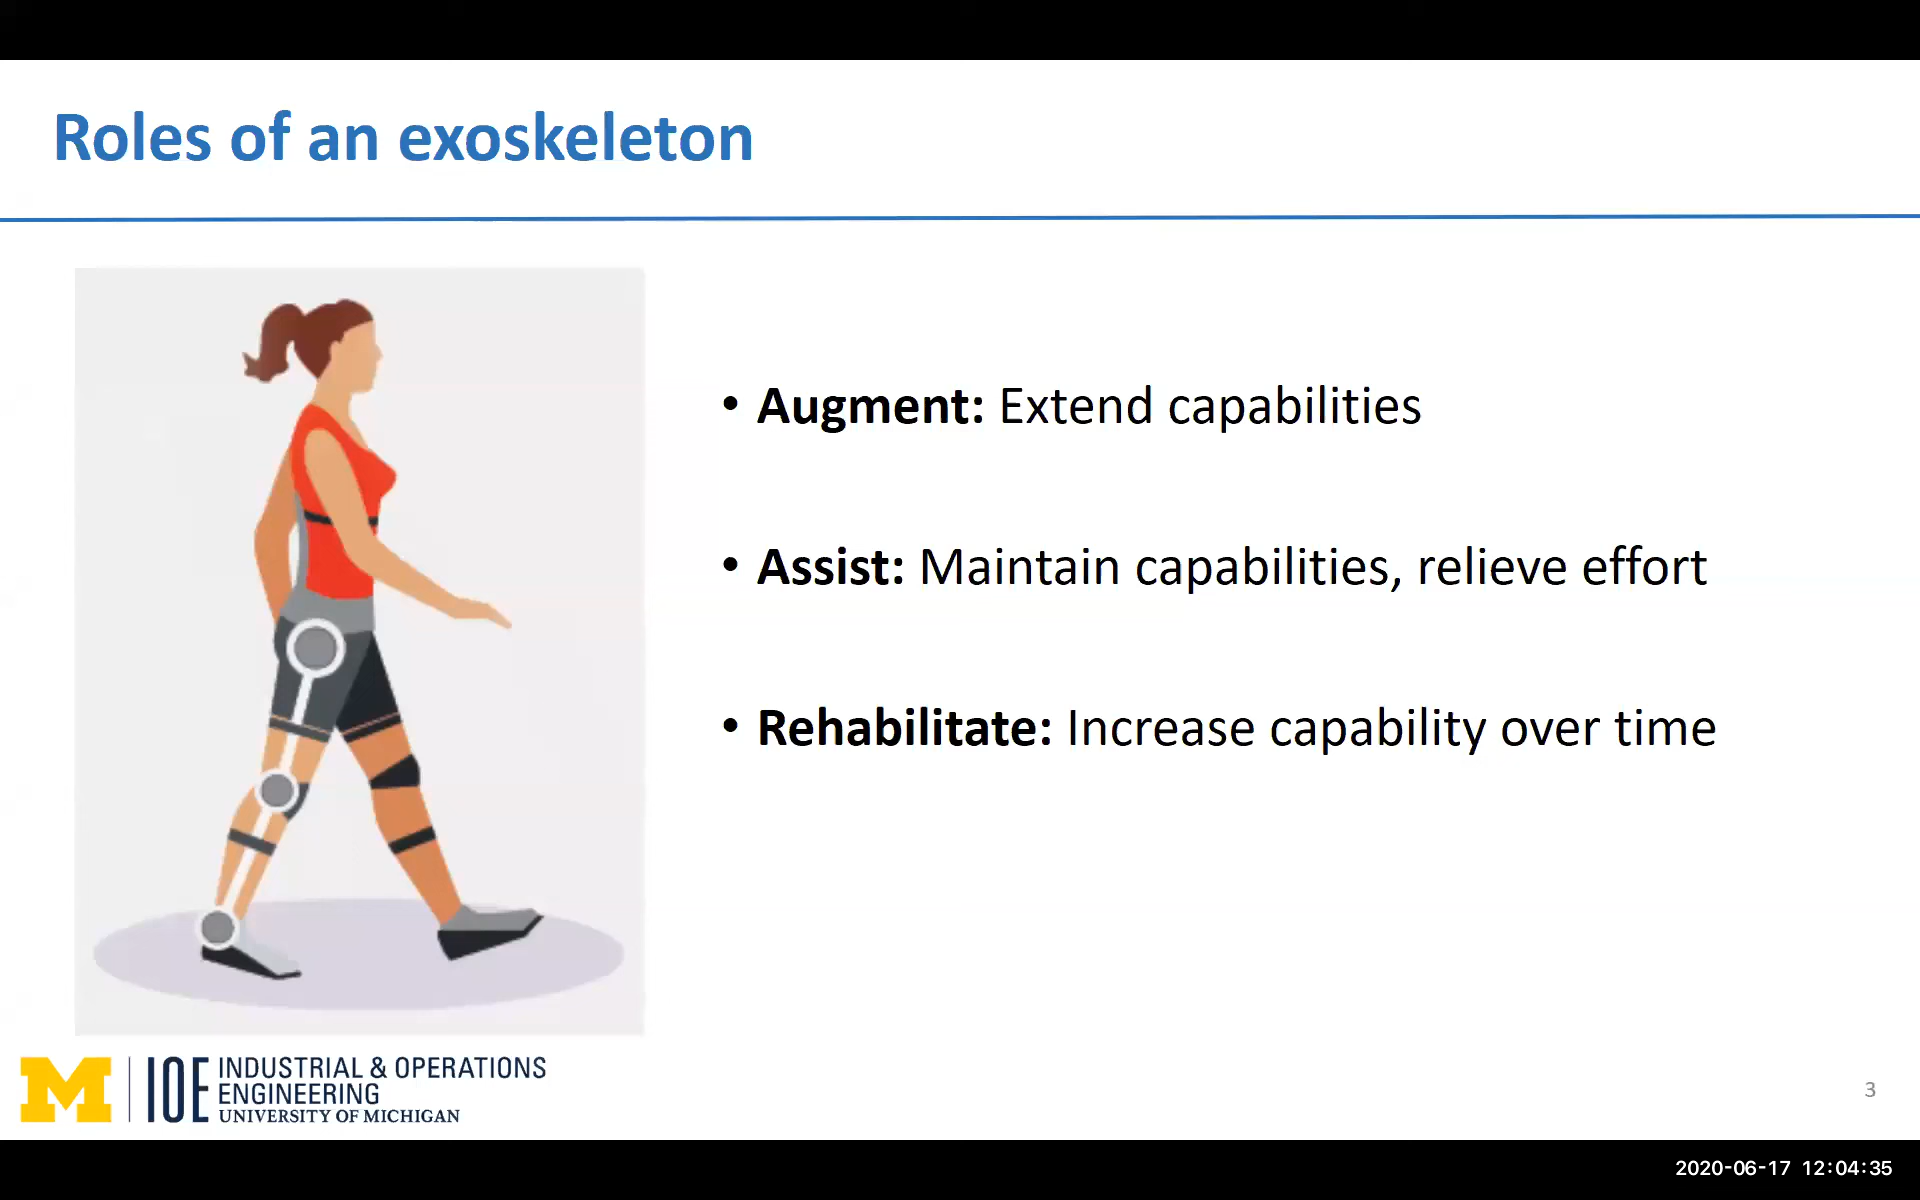 Roles of an exoskeleton
• Augment: Extend capabilities
• Assist: Maintain capabilities, relieve effort
• Rehabilitate: Increase capability over time
M IOE INDUSTRIAL & OPERATIONS
ENGINEERING
UNIVERSITY OF MICHIGAN
3
2020-06-17 12:04:35